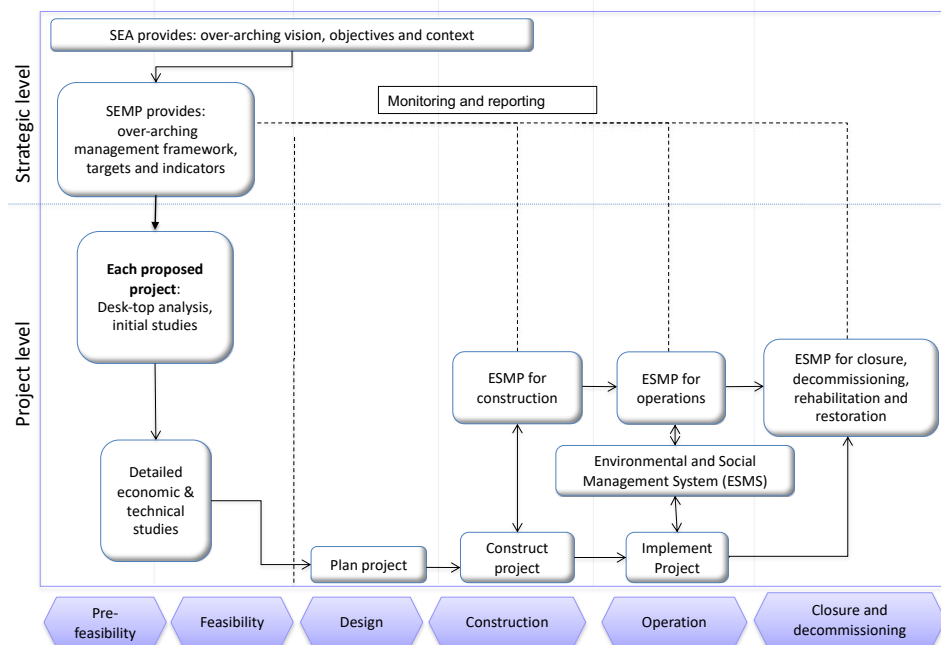 Strategic level
SEA provides: over-arching vision, objectives and context
Monitoring and reporting
SEMP provides:
over-arching
management framework,
targets and indicators
Project level
Each proposed
project:
Desk-top analysis,
initial studies
ESMP for
construction
ESMP for
operations
ESMP for closure,
decommissioning,
rehabilitation and
restoration
Detailed
economic &
technical
studies
Environmental and Social
Management System (ESMS)
Plan project
Construct
project
Implement
Project
Pre-
feasibility
Feasibility
Design
Construction
Operation
Closure and
decommissioning